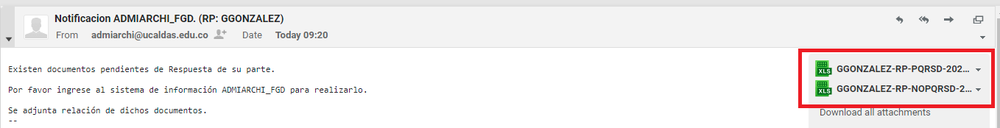 Notificacion ADMIARCHI_FGD. (RP: GGONZALEZ)
From admiarchi@ucaldas.edu.co Date Today 09:20
Existen documentos pendientes de Respuesta de su parte.
Por favor ingrese al sistema de información ADMIARCHI_FGD para realizarlo.
Se adjunta relación de dichos documentos.
--
XLS GGONZALEZ-RP-PQRSD-202...
XLS GGONZALEZ-RP-NOPQRSD-2...
Download all attachments